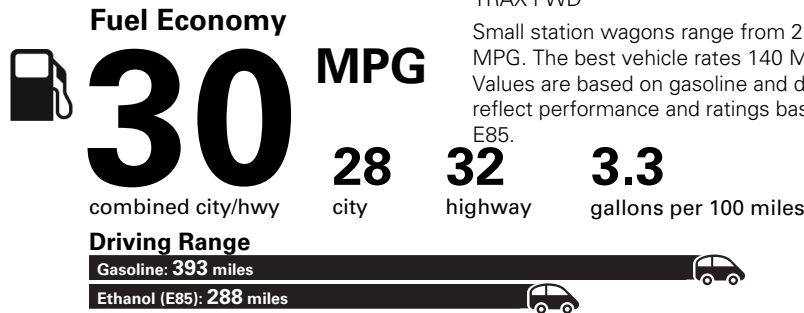 Fuel Economy
30
MPG
combined city/hwy
TRAX FWD
Small station wagons range from 2
MPG. The best vehicle rates 140 M
Values are based on gasoline and d
reflect performance and ratings bas
E85.
28
city
32
highway
3.3
gallons per 100 miles
Driving Range
Gasoline: 393 miles
Ethanol (E85): 288 miles